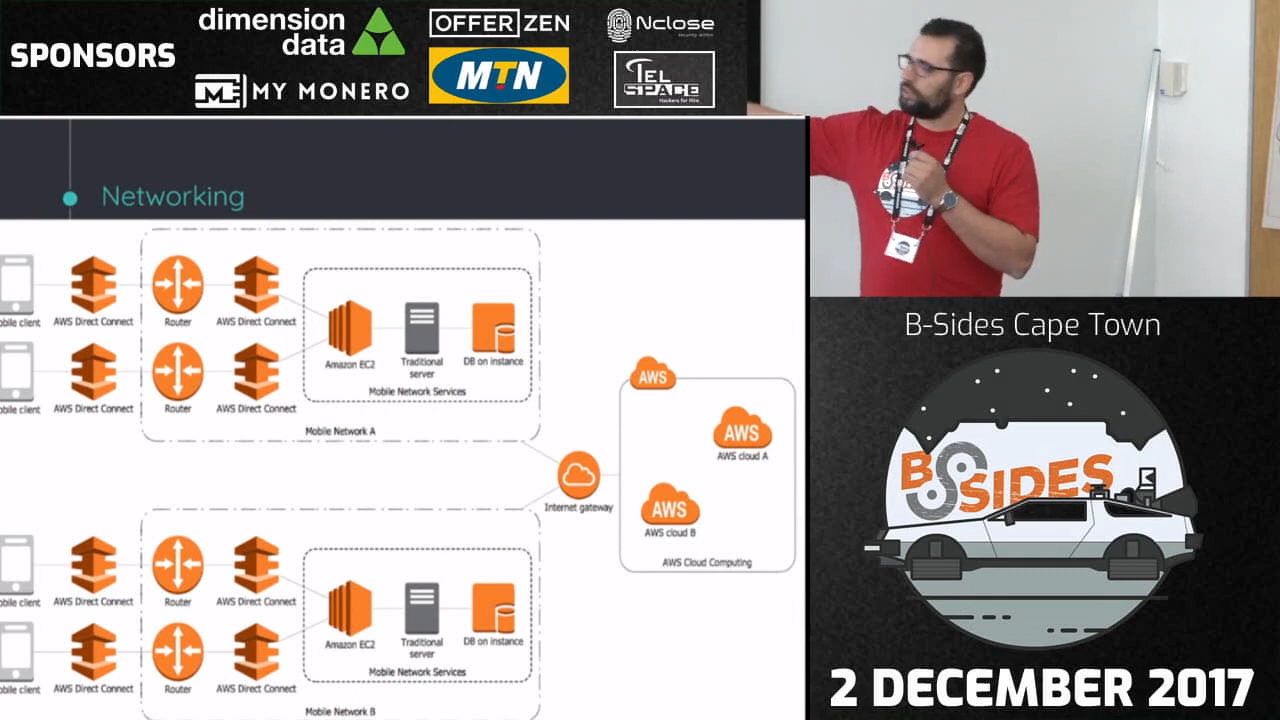 SPONSORS
dimension
data
MY MONERO
OFFERZEN
MTN
Nclose
TEL
SPACE
Hackers for Hire
Networking
AWS Direct Connect
Router
AWS Direct Connect
Amazon EC2
Traditional
server
DB on instance
Mobile Network Services
AWS Direct Connect
Router
AWS Direct Connect
Mobile Network A
AWS
AWS
AWS cloud A
Internet gateway
AWS
AWS cloud B
AWS Cloud Computing
AWS Direct Connect
Router
AWS Direct Connect
Amazon EC2
Traditional
server
DB on instance
Mobile Network Services
AWS Direct Connect
Router
AWS Direct Connect
Mobile Network B
obile client
obile client
obile client
obile client
B-Sides Cape Town
BSIDES
2 DECEMBER 2017